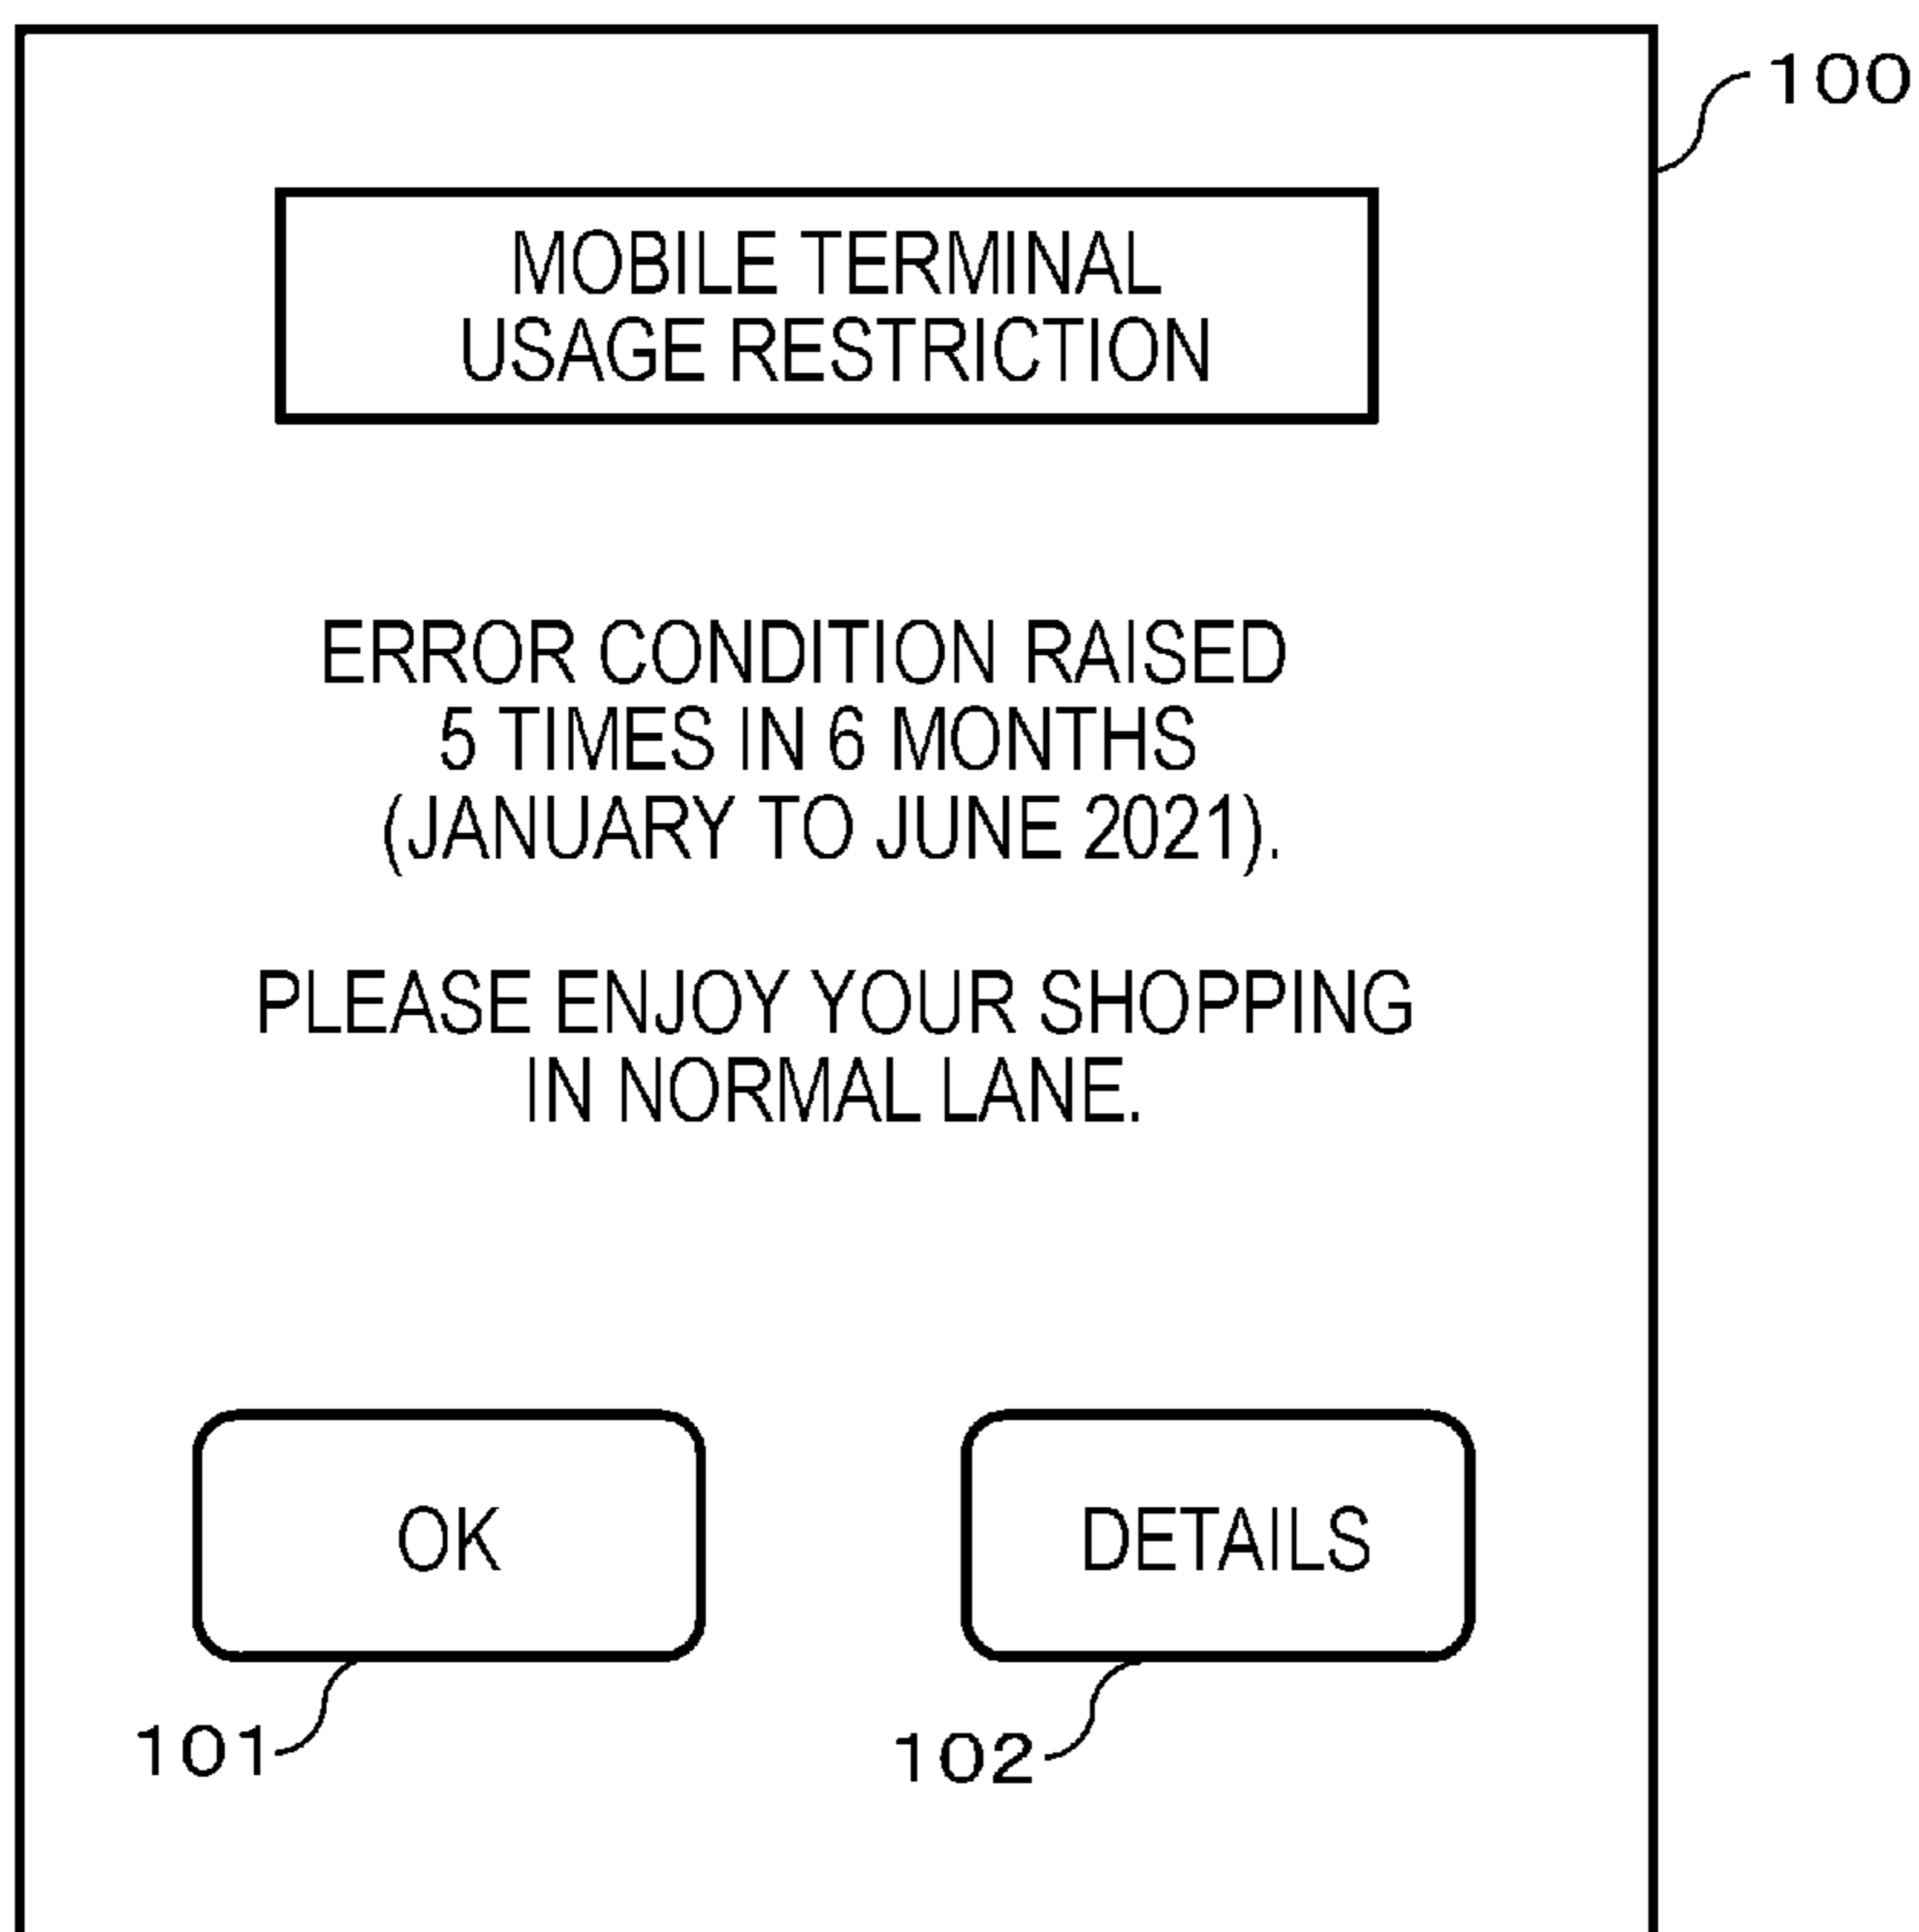 100
MOBILE TERMINAL
USAGE RESTRICTION
ERROR CONDITION RAISED
5 TIMES IN 6 MONTHS
(JANUARY TO JUNE 2021).
PLEASE ENJOY YOUR SHOPPING
IN NORMAL LANE.
OK
DETAILS
101
102